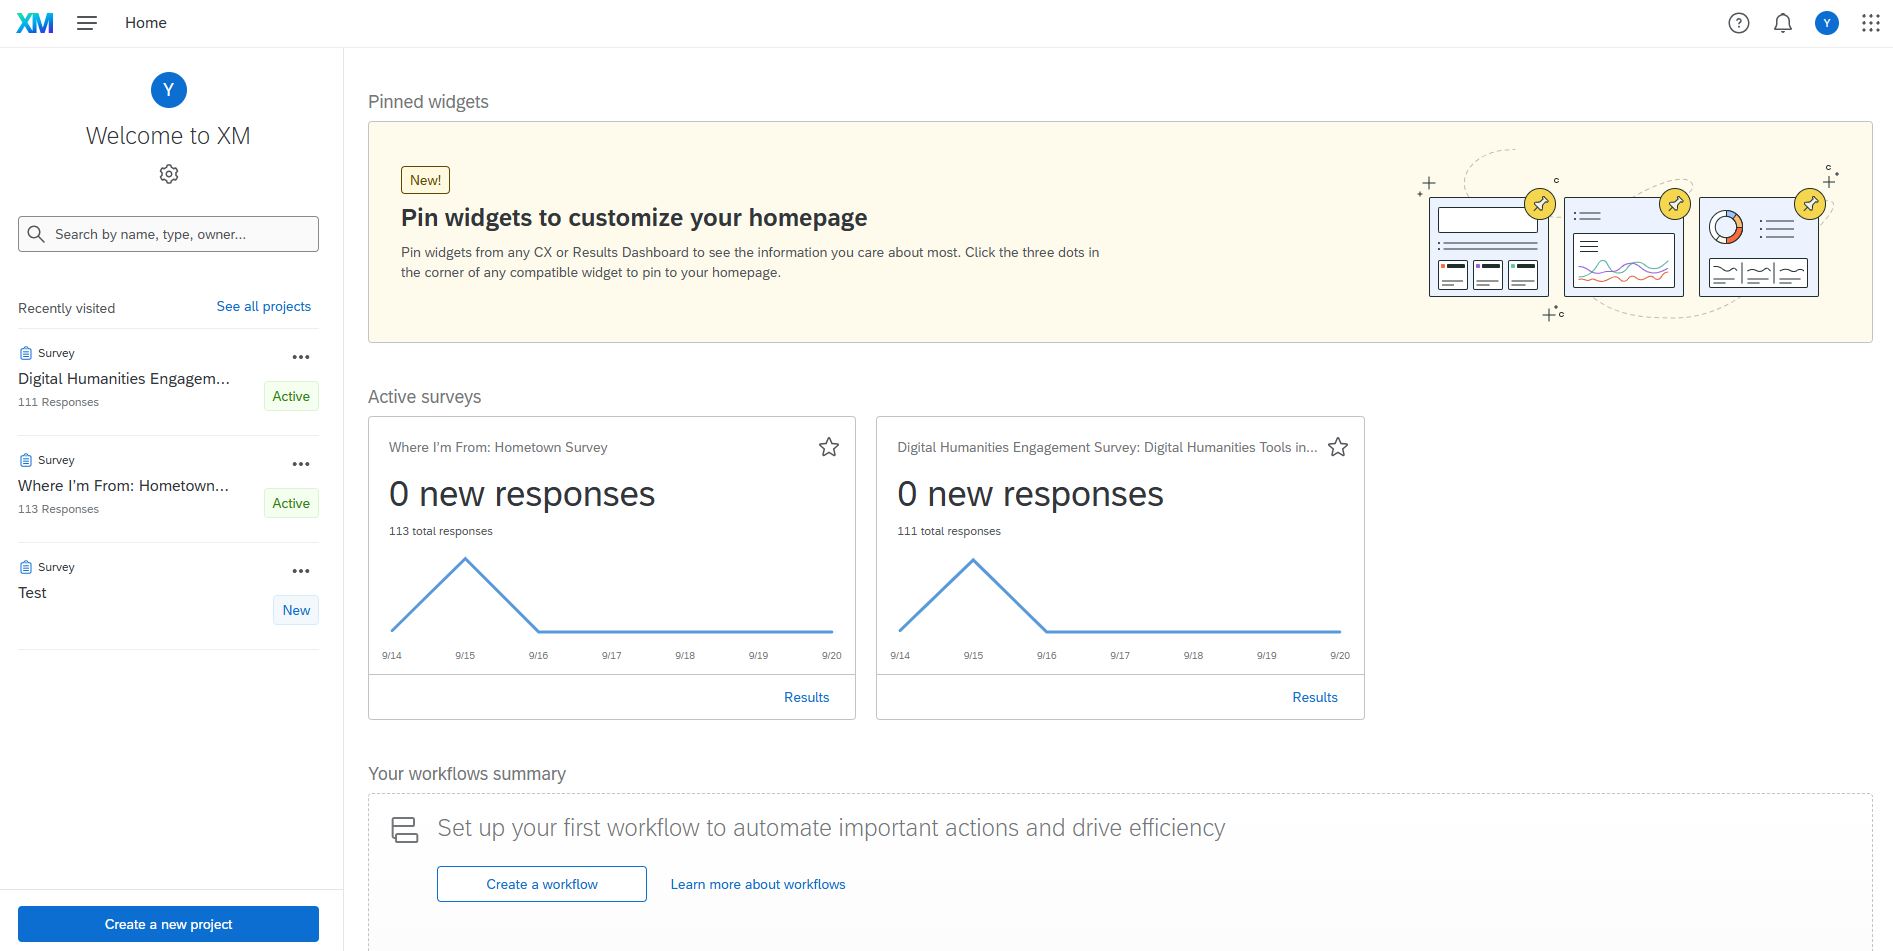 XM
Home
?
Y
Y
Welcome to XM
Search by name, type, owner...
Recently visited
See all projects
Survey
Digital Humanities Engagem...
111 Responses
Active
Survey
Where I'm From: Hometown...
113 Responses
Active
Survey
Test
New
Create a new project
Pinned widgets
New!
Pin widgets to customize your homepage
Pin widgets from any CX or Results Dashboard to see the information you care about most. Click the three dots in
the corner of any compatible widget to pin to your homepage.
Active surveys
Where I'm From: Hometown Survey
0 new responses
113 total responses
9/14 9/15 9/16 9/17 9/18 9/19 9/20
Results
Digital Humanities Engagement Survey: Digital Humanities Tools in...
0 new responses
111 total responses
9/14 9/15 9/16 9/17 9/18 9/19 9/20
Results
Your workflows summary
Set up your first workflow to automate important actions and drive efficiency
Create a workflow
Learn more about workflows